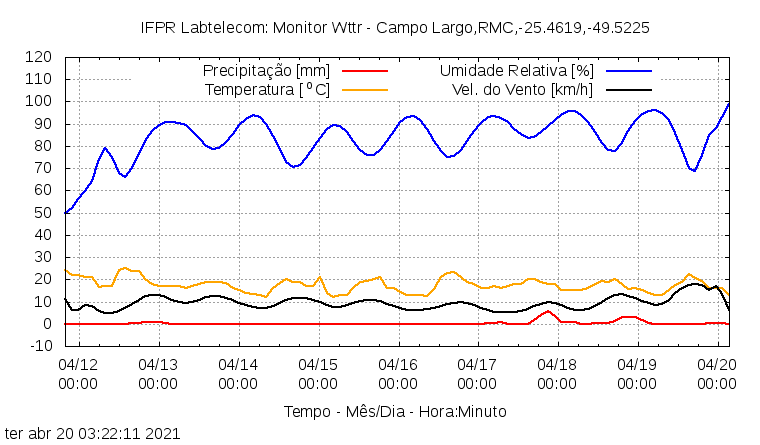 IFPR Labtelecom: Monitor Wttr - Campo Largo,RMC,-25.4619,-49.5225
120
110
100
90
80
70
60
50
40
30
20
10
0
-10
Precipitação [mm]
Temperatura [ ⁰C]
Umidade Relativa [%]
Vel. do Vento [km/h]
04/12 04/13 04/14 04/15 04/16 04/17 04/18 04/19 04/20
00:00 00:00 00:00 00:00 00:00 00:00 00:00 00:00 00:00
Tempo - Mês/Dia - Hora:Minuto
ter abr 20 03:22:11 2021